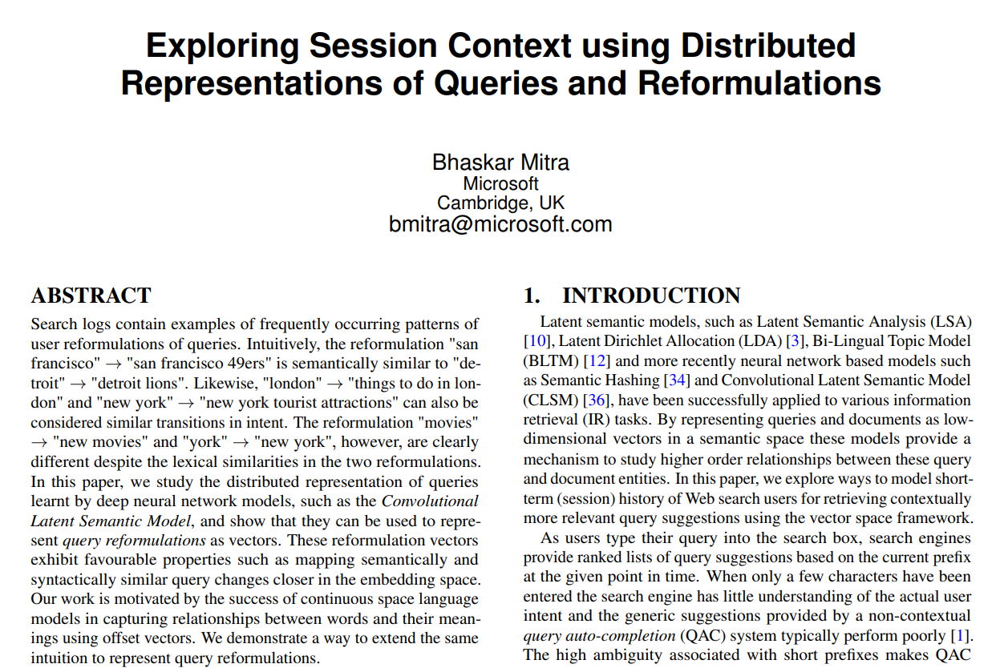 Exploring Session Context using Distributed
Representations of Queries and Reformulations
Bhaskar Mitra
Microsoft
Cambridge, UK
bmitra@microsoft.com
ABSTRACT
Search logs contain examples of frequently occurring patterns of
user reformulations of queries. Intuitively, the reformulation "san
francisco" → "san francisco 49ers" is semantically similar to "de-
troit" → "detroit lions". Likewise, "london" → "things to do in lon-
don" and "new york" → "new york tourist attractions" can also be
considered similar transitions in intent. The reformulation "movies"
→ "new movies" and "york" → "new york", however, are clearly
different despite the lexical similarities in the two reformulations.
In this paper, we study the distributed representation of queries
learnt by deep neural network models, such as the Convolutional
Latent Semantic Model, and show that they can be used to repre-
sent query reformulations as vectors. These reformulation vectors
exhibit favourable properties such as mapping semantically and
syntactically similar query changes closer in the embedding space.
Our work is motivated by the success of continuous space language
models in capturing relationships between words and their mean-
ings using offset vectors. We demonstrate a way to extend the same
intuition to represent query reformulations.
1. INTRODUCTION
Latent semantic models, such as Latent Semantic Analysis (LSA)
[10], Latent Dirichlet Allocation (LDA) [3], Bi-Lingual Topic Model
(BLTM) [12] and more recently neural network based models such
as Semantic Hashing [34] and Convolutional Latent Semantic Model
(CLSM) [36], have been successfully applied to various information
retrieval (IR) tasks. By representing queries and documents as low-
dimensional vectors in a semantic space these models provide a
mechanism to study higher order relationships between these query
and document entities. In this paper, we explore ways to model short-
term (session) history of Web search users for retrieving contextually
more relevant query suggestions using the vector space framework.
As users type their query into the search box, search engines
provide ranked lists of query suggestions based on the current prefix
at the given point in time. When only a few characters have been
entered the search engine has little understanding of the actual user
intent and the generic suggestions provided by a non-contextual
query auto-completion (QAC) system typically perform poorly [1].
The high ambiguity associated with short prefixes makes QAC